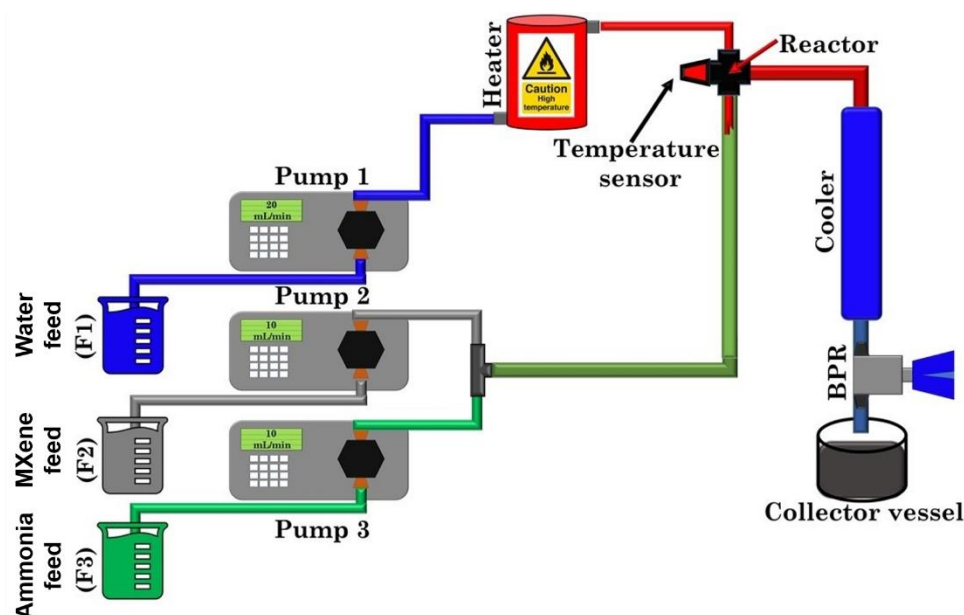 Heater
Caution
High
temperature
Reactor
Temperature
sensor
Pump 1
20
mL/min
Cooler
Water
feed
(F1)
Pump 2
10
mL/min
BPR
MXene
feed
(F2)
10
mL/min
Pump 3
Collector vessel
Ammonia
feed
(F3)